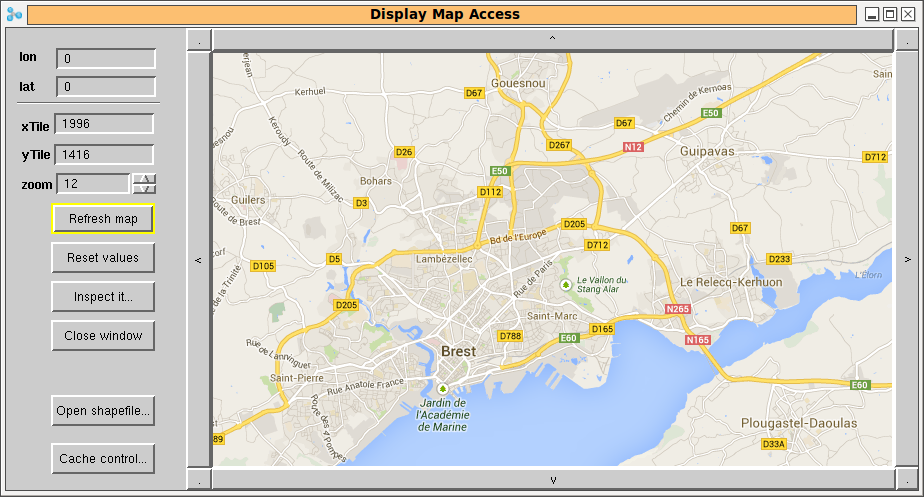 Display Map Access
lon 0
lat 0
xTile 1996
yTile 1416
zoom 12
Refresh map
Reset values
Inspect it...
Close window
Open shapefile...
Cache control...
. ^ .
<
>
. v .
Gouesnou
D67
Kerhuel
Chemin de Kernoas
Sain
E50
D67
D267
N12
Keroudy
Route de Milizac
D26
Guipavas
D712
E50
Bohars
D112
Guilers
D3
Route de Brest
D205
D67
Bd de l'Europe
D712
Lambézellec
D5
D105
D233
L'Elorn
Rue de Paris
Le Vallon du
Stang Alar
Le Relecq-Kerhuon
de la Trinité
D205
N265
Saint-Marc
D165
D788
E60
N165
Rue de Lanninguer
Brest
Saint-Pierre
Rue Anatole France
E60
Jardin de
l'Académie
de Marine
Route des 4 Pompes
Plougastel-Daoulas
D33A
89